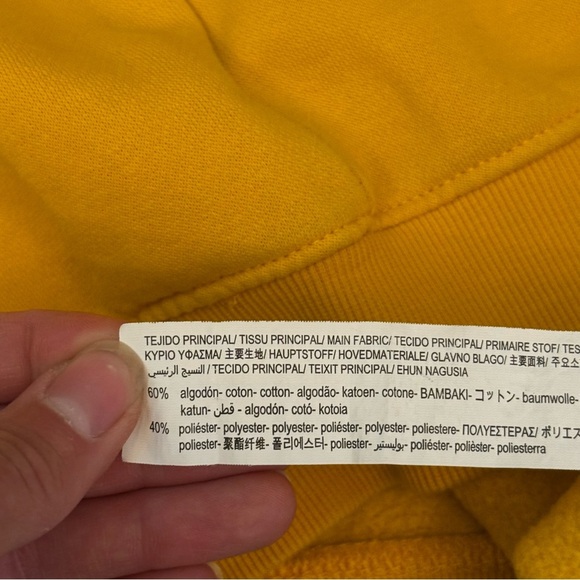 TEJIDO PRINCIPAL/ TISSU PRINCIPAL/ MAIN FABRIC/ TECIDO PRINCIPAL/ PRIMAIRE STOF/
ΚΥΡΙΟ ΥΦΑΣΜΑ/ 主要生地/ HAUPTSTOFF/ HOVEDMATERIALE/ GLAVNO BLAGO/ 主要面料/ 주요소
النسيج الرئيسي / TECIDO PRINCIPAL/ TEIXIT PRINCIPAL/ EHUN NAGUSIA
60% algodón- coton- cotton- algodão- katoen- cotone- ΒΑΜΒΑΚΙ- コットン- baumwolle-
katun- قطن - algodón- cotó- kotoia
40% poliéster- polyester- polyester- poliéster- polyester- poliestere- ΠΟΛΥΕΣΤΕΡΑΣ/ ポリエス
poliester- 聚酯纤维- 폴리에스터- poliester- بوليستير- poliéster- polièster- poliesterra